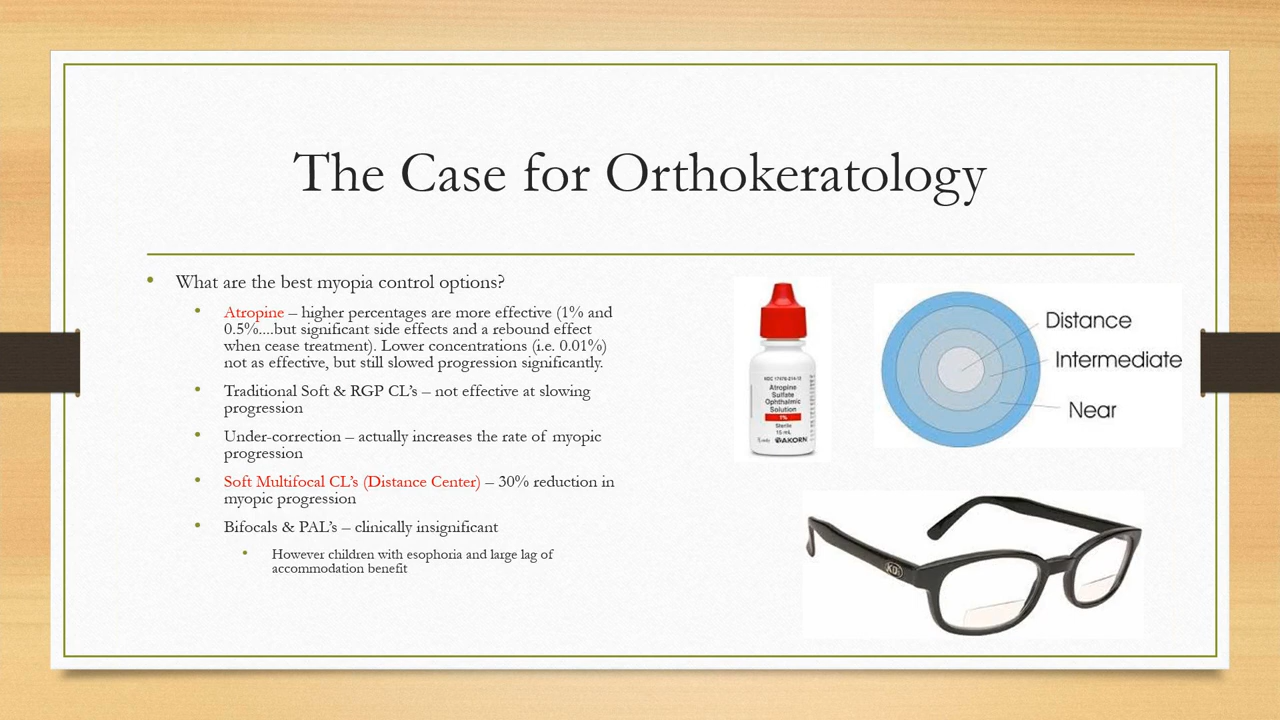 The Case for Orthokeratology
• What are the best myopia control options?
• Atropine – higher percentages are more effective (1% and
0.5%....but significant side effects and a rebound effect
when cease treatment). Lower concentrations (i.e. 0.01%)
not as effective, but still slowed progression significantly.
• Traditional Soft & RGP CL’s – not effective at slowing
progression
• Under-correction – actually increases the rate of myopic
progression
• Soft Multifocal CL’s (Distance Center) – 30% reduction in
myopic progression
• Bifocals & PAL’s – clinically insignificant
• However children with esophoria and large lag of
accommodation benefit
Atropine
Sulfate
Ophthalmic
Solution
1%
Sterile
15 mL
AKORN
Distance
Intermediate
Near